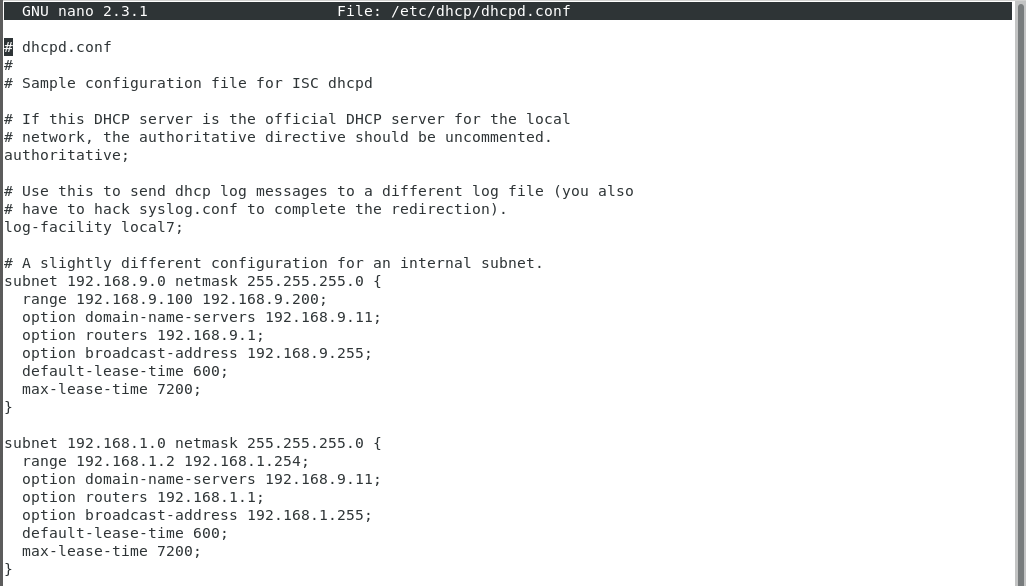 GNU nano 2.3.1 File: /etc/dhcp/dhcpd.conf
# dhcpd.conf
#
# Sample configuration file for ISC dhcpd
# If this DHCP server is the official DHCP server for the local
# network, the authoritative directive should be uncommented.
authoritative;
# Use this to send dhcp log messages to a different log file (you also
# have to hack syslog.conf to complete the redirection).
log-facility local7;
# A slightly different configuration for an internal subnet.
subnet 192.168.9.0 netmask 255.255.255.0 {
  range 192.168.9.100 192.168.9.200;
  option domain-name-servers 192.168.9.11;
  option routers 192.168.9.1;
  option broadcast-address 192.168.9.255;
  default-lease-time 600;
  max-lease-time 7200;
}
subnet 192.168.1.0 netmask 255.255.255.0 {
  range 192.168.1.2 192.168.1.254;
  option domain-name-servers 192.168.9.11;
  option routers 192.168.1.1;
  option broadcast-address 192.168.1.255;
  default-lease-time 600;
  max-lease-time 7200;
}